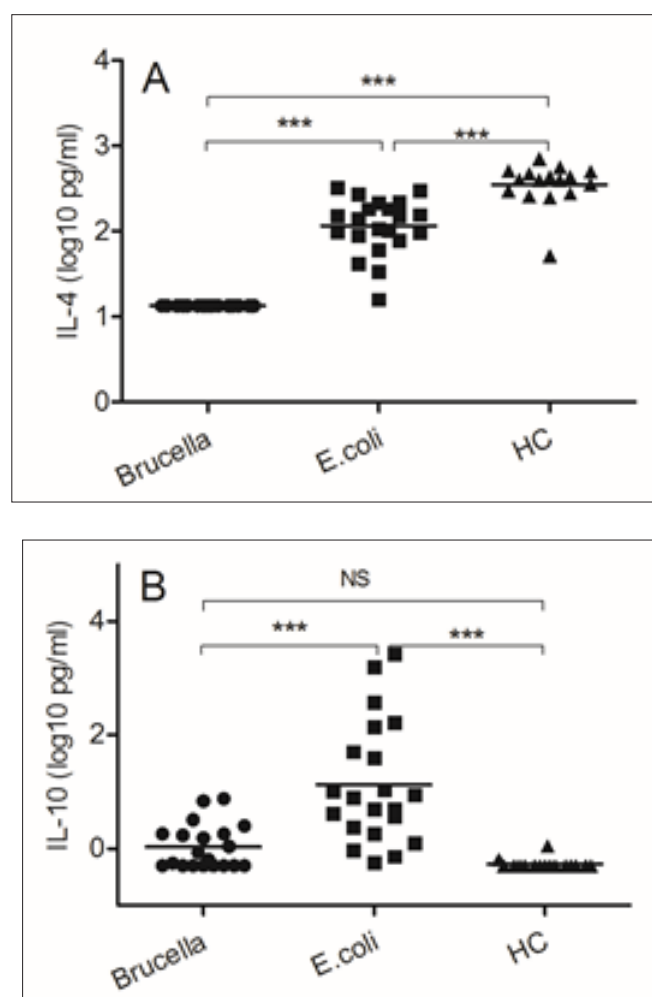 A
4
3
2
1
0
IL-4 (log10 pg/ml)
***
***
***
Brucella
E.coli
HC
B
4
2
0
IL-10 (log10 pg/ml)
NS
***
***
Brucella
E.coli
HC